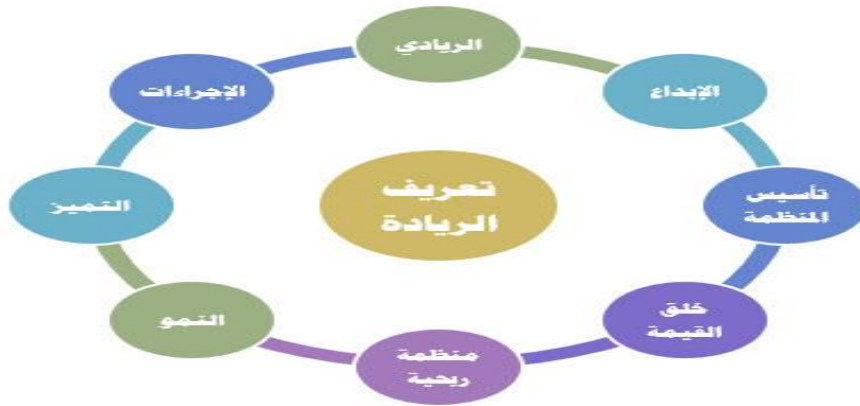 تعريف
الريادة
الريادي
الإبداع
تأسيس
المنظمة
خلق
القيمة
منظمة
ربحية
النمو
التميز
الإجراءات